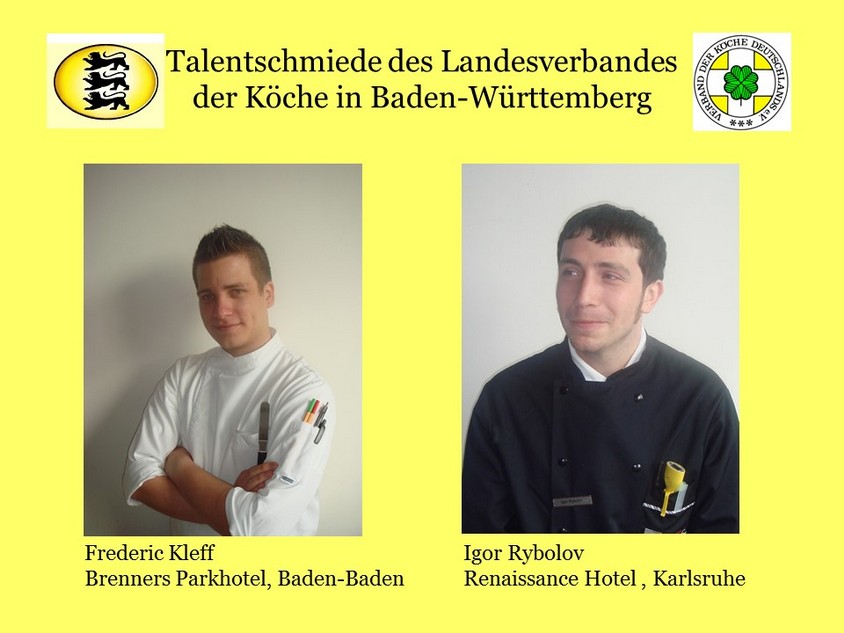 Talentschmiede des Landesverbandes
der Köche in Baden-Württemberg
VERBAND DER KÖCHE DEUTSCHLANDS e.V.
Frederic Kleff
Brenners Parkhotel, Baden-Baden
Igor Rybolov
Renaissance Hotel , Karlsruhe